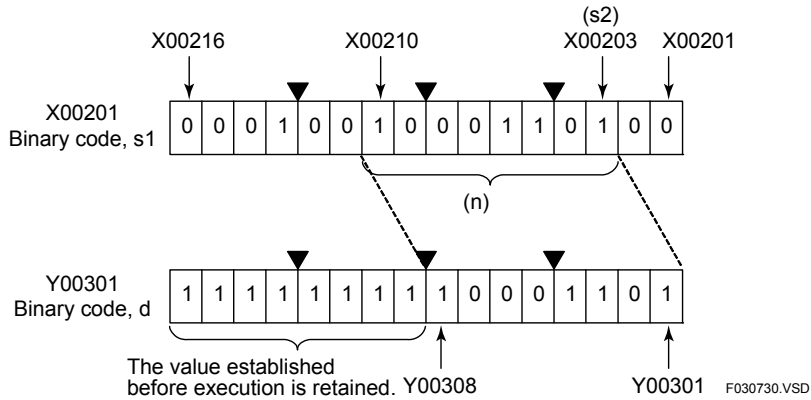 (s2)
X00216 X00210 X00203 X00201
X00201
Binary code, s1
0 0 0 1 0 0 1 0 0 0 1 1 0 1 0 0
(n)
Y00301
Binary code, d
1 1 1 1 1 1 1 1 1 0 0 0 1 1 0 1
The value established
before execution is retained.
Y00308 Y00301 F030730.VSD